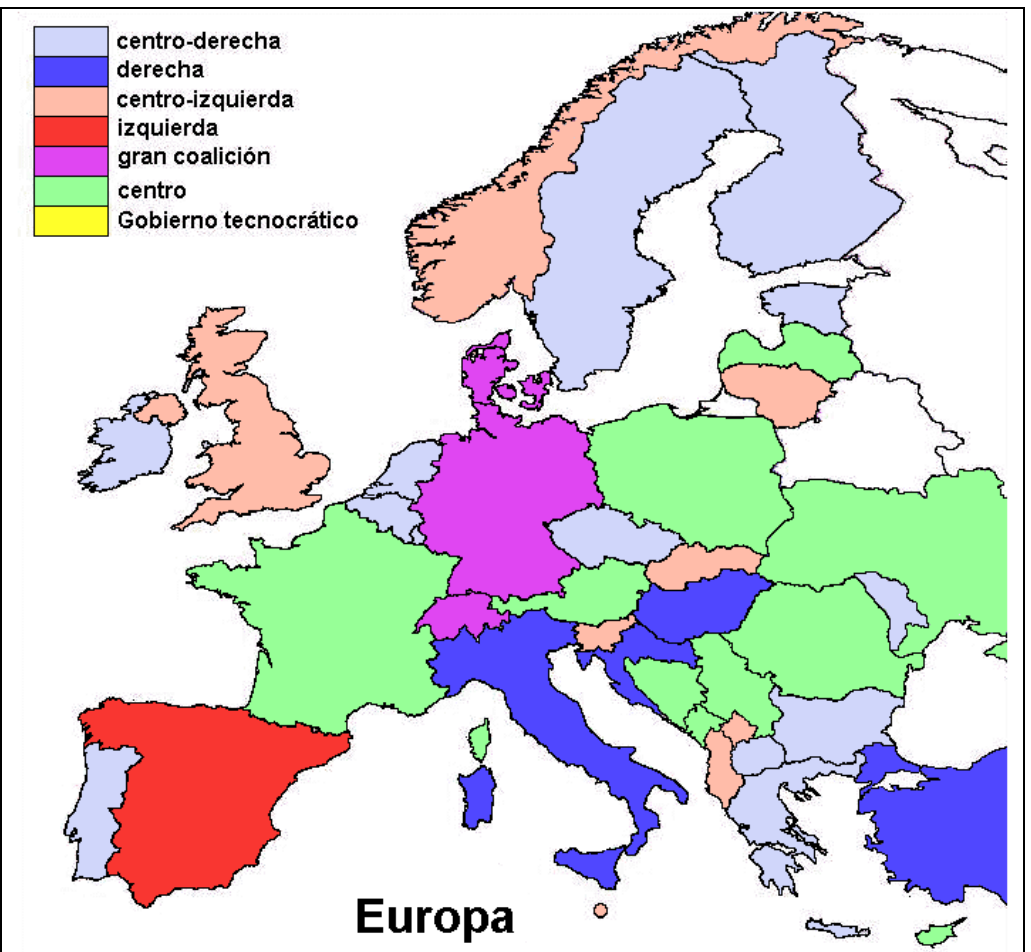 centro-derecha
derecha
centro-izquierda
izquierda
gran coalición
centro
Gobierno tecnocrático
Europa